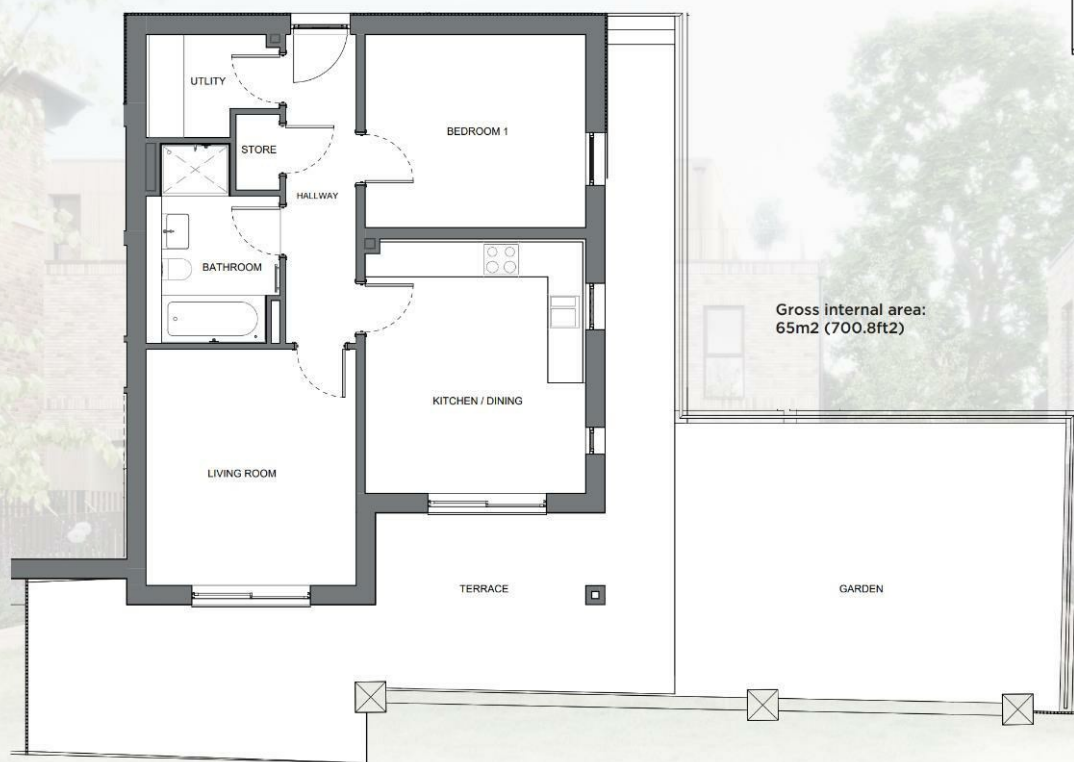 UTLITY
STORE
BEDROOM 1
HALLWAY
BATHROOM
Gross internal area:
65m2 (700.8ft2)
KITCHEN / DINING
LIVING ROOM
TERRACE
GARDEN